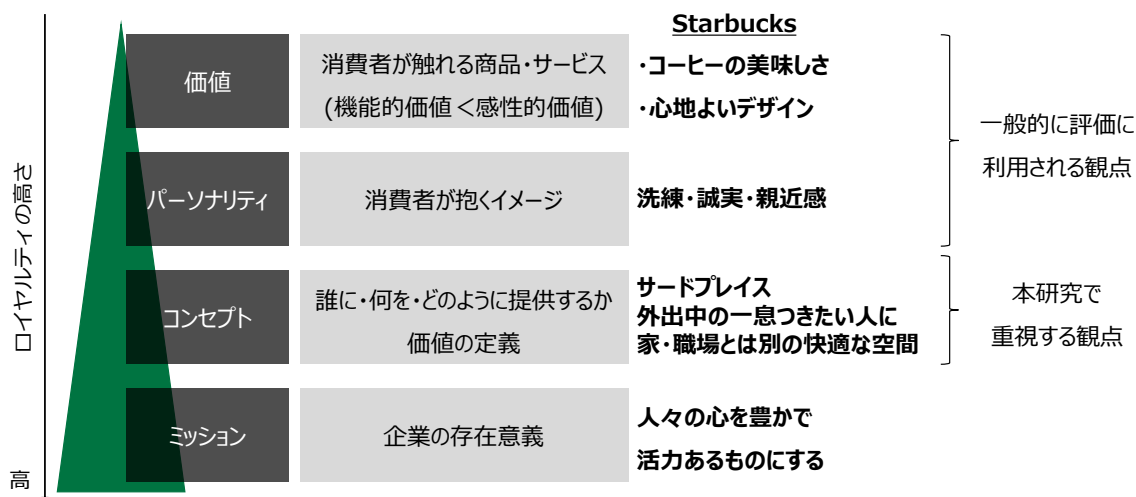 Starbucks
価値
消費者が触れる商品・サービス
(機能的価値＜感性的価値)
・コーヒーの美味しさ
・心地よいデザイン
一般的に評価に
利用される観点
パーソナリティ
消費者が抱くイメージ
洗練・誠実・親近感
ロイヤルティの高さ
コンセプト
誰に・何を・どのように提供するか
価値の定義
サードプレイス
外出中の一息つきたい人に
家・職場とは別の快適な空間
本研究で
重視する観点
ミッション
企業の存在意義
人々の心を豊かで
活力あるものにする
高